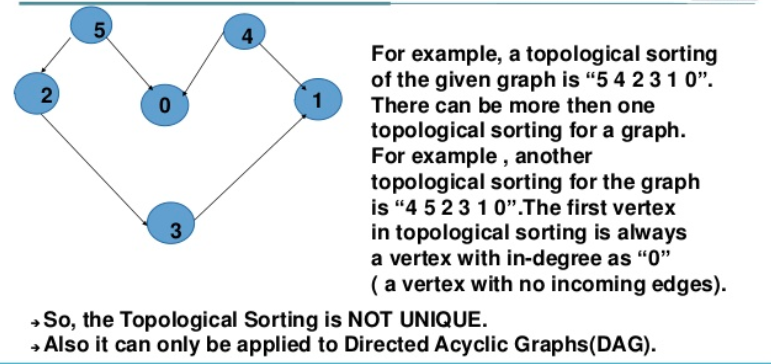 5
4
2
0
1
3
For example, a topological sorting
of the given graph is “5 4 2 3 1 0”.
There can be more then one
topological sorting for a graph.
For example , another
topological sorting for the graph
is “4 5 2 3 1 0”.The first vertex
in topological sorting is always
a vertex with in-degree as “0”
( a vertex with no incoming edges).
→So, the Topological Sorting is NOT UNIQUE.
→Also it can only be applied to Directed Acyclic Graphs(DAG).